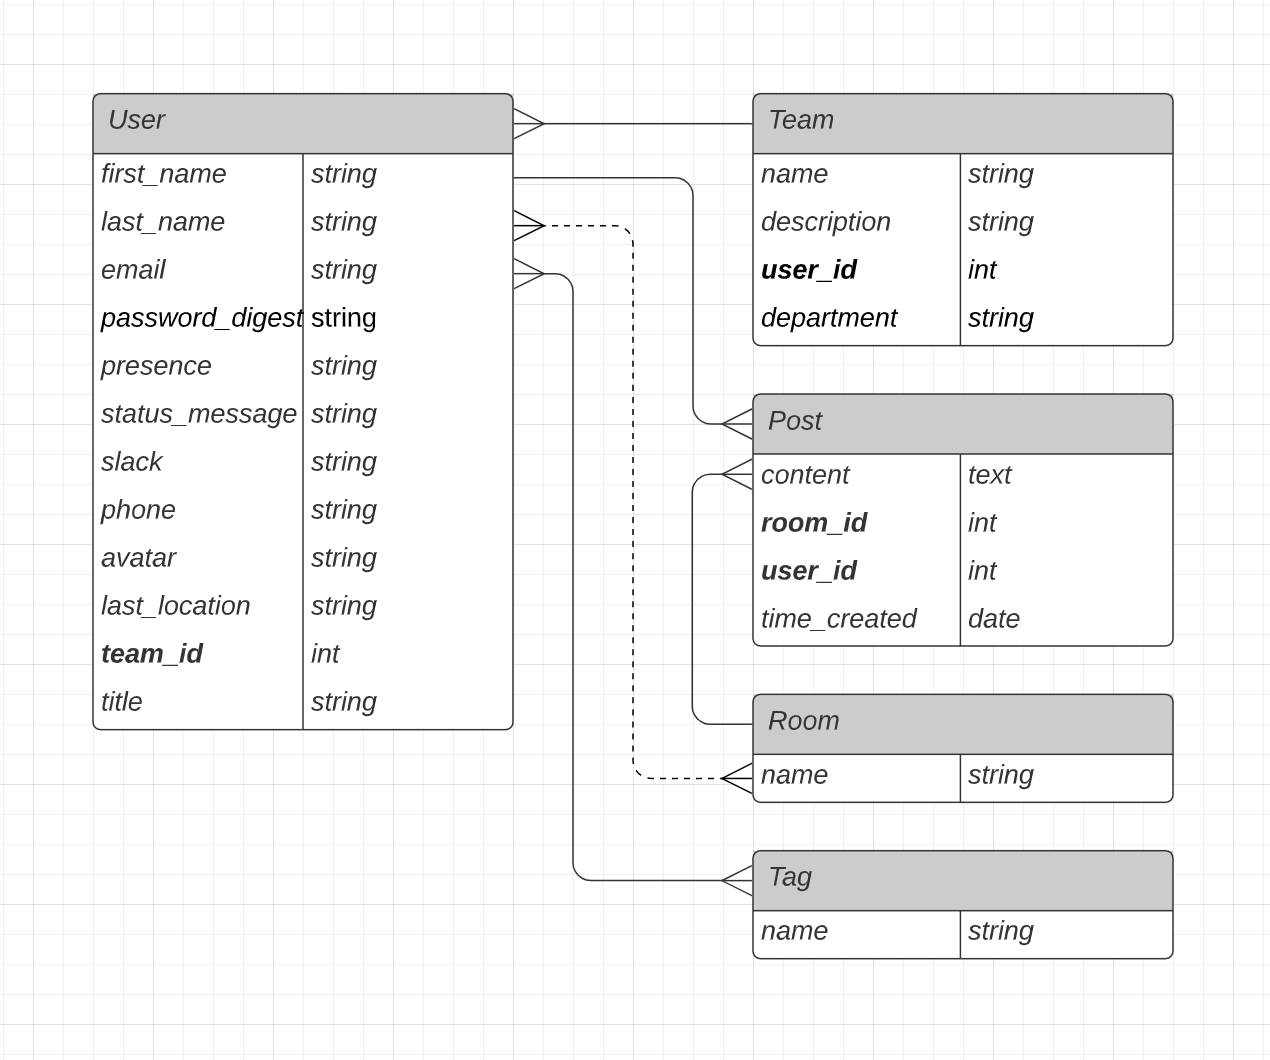 User
first_name string
last_name string
email string
password_digest string
presence string
status_message string
slack string
phone string
avatar string
last_location string
team_id int
title string
Team
name string
description string
user_id int
department string
Post
content text
room_id int
user_id int
time_created date
Room
name string
Tag
name string